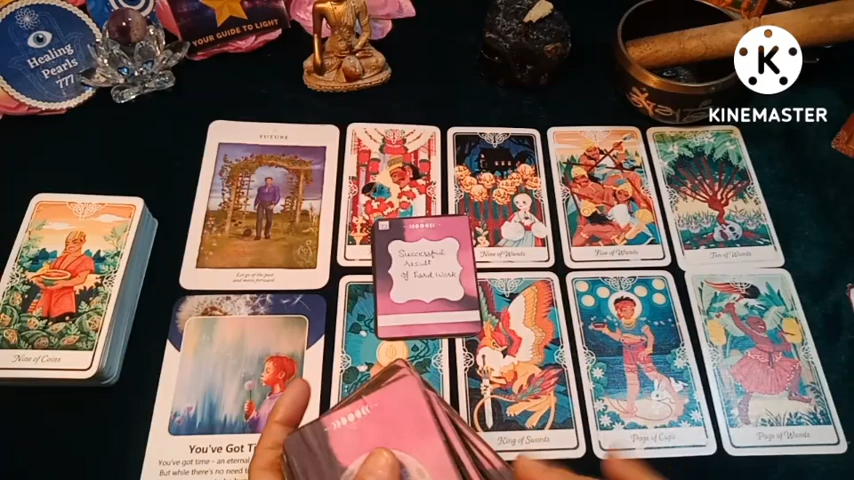 Healing
Pearls
777
YOUR GUIDE TO LIGHT
K
KINEMASTER
FUTURE
Let go of the past
and move forward.
Nine of Wands
Five of Wands
Ten of Wands
Successful
Result
of Hard Work
Nine of Coins
You've Got
You've got time – an eternal
But while there's no need to
King of Swords
Page of Cups
Page of Wands